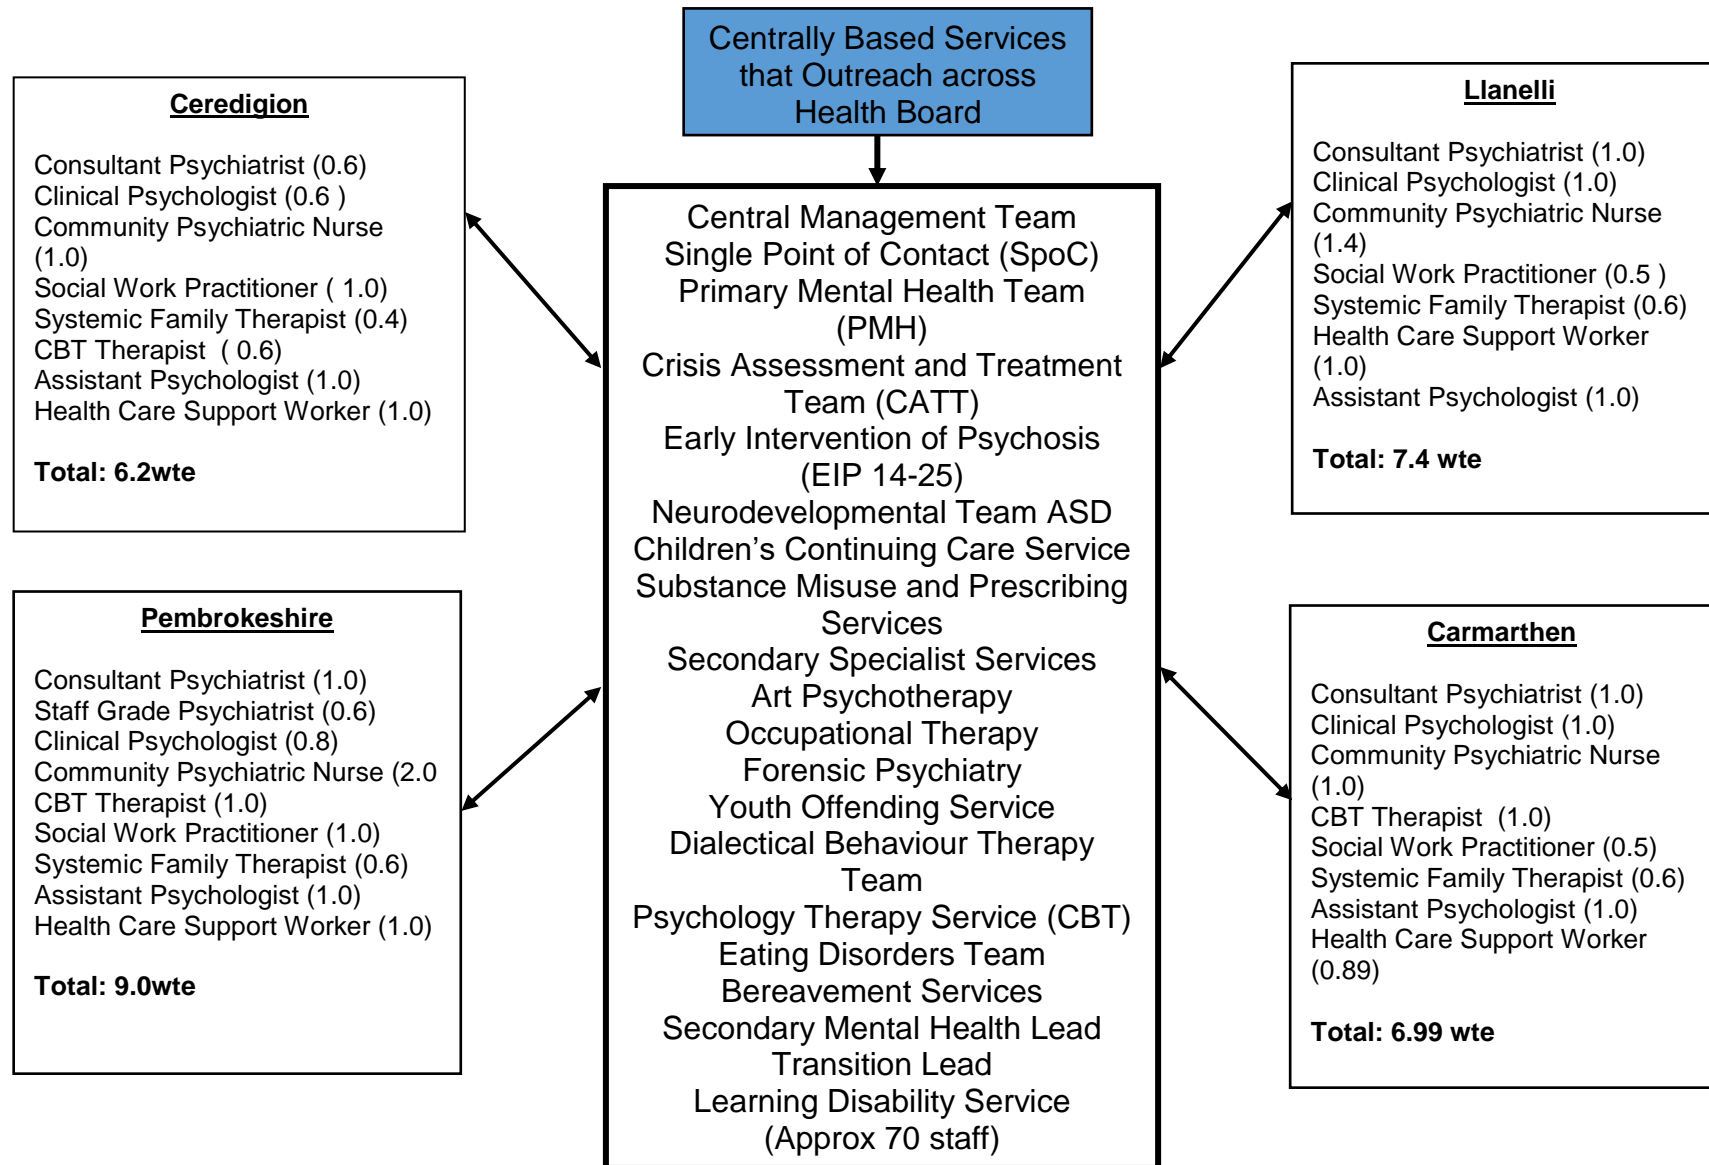 Centrally Based Services
that Outreach across
Health Board
Ceredigion
Consultant Psychiatrist (0.6)
Clinical Psychologist (0.6 )
Community Psychiatric Nurse
(1.0)
Social Work Practitioner ( 1.0)
Systemic Family Therapist (0.4)
CBT Therapist  ( 0.6)
Assistant Psychologist (1.0)
Health Care Support Worker (1.0)
Total: 6.2wte
Pembrokeshire
Consultant Psychiatrist (1.0)
Staff Grade Psychiatrist (0.6)
Clinical Psychologist (0.8)
Community Psychiatric Nurse (2.0
CBT Therapist (1.0)
Social Work Practitioner (1.0)
Systemic Family Therapist (0.6)
Assistant Psychologist (1.0)
Health Care Support Worker (1.0)
Total: 9.0wte
Central Management Team
Single Point of Contact (SpoC)
Primary Mental Health Team
(PMH)
Crisis Assessment and Treatment
Team (CATT)
Early Intervention of Psychosis
(EIP 14-25)
Neurodevelopmental Team ASD
Children’s Continuing Care Service
Substance Misuse and Prescribing
Services
Secondary Specialist Services
Art Psychotherapy
Occupational Therapy
Forensic Psychiatry
Youth Offending Service
Dialectical Behaviour Therapy
Team
Psychology Therapy Service (CBT)
Eating Disorders Team
Bereavement Services
Secondary Mental Health Lead
Transition Lead
Learning Disability Service
(Approx 70 staff)
Llanelli
Consultant Psychiatrist (1.0)
Clinical Psychologist (1.0)
Community Psychiatric Nurse
(1.4)
Social Work Practitioner (0.5 )
Systemic Family Therapist (0.6)
Health Care Support Worker
(1.0)
Assistant Psychologist (1.0)
Total: 7.4 wte
Carmarthen
Consultant Psychiatrist (1.0)
Clinical Psychologist (1.0)
Community Psychiatric Nurse
(1.0)
CBT Therapist  (1.0)
Social Work Practitioner (0.5)
Systemic Family Therapist (0.6)
Assistant Psychologist (1.0)
Health Care Support Worker
(0.89)
Total: 6.99 wte